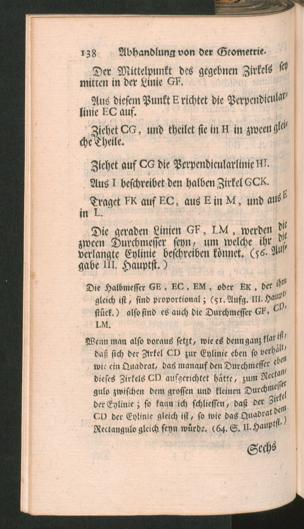 138 Abhandlung von der Geometrie.
Der Mittelpunkt des gegebnen Zirkels sey
mitten in der Linie GF.
Aus diesem Punkt E richtet die Perpendicular-
linie EC auf.
Ziehet CG, und theilet sie in H in zween glei-
che Theile.
Ziehet auf CG die Perpendicularlinie HI.
Aus I beschreibet den halben Zirkel GCK.
Traget FK auf EC, aus E in M, und aus E
in L.
Die geraden Linien GF, LM, werden die
zween Durchmesser seyn, um welche ihr die
verlangte Eylinie beschreiben könnet. (56. Auf-
gabe III. Hauptst.)
Die Halbmesser GE, EC, EM, oder EK, der ihm
gleich ist, sind proportional; (51. Aufg. III. Haupt-
stück.) also sind es auch die Durchmesser GF, CD,
LM.
Wenn man also voraus setzt, wie es denn ganz klar ist,
daß sich der Zirkel CD zur Eylinie eben so verhält,
wie ein Quadrat, das man auf den Durchmesser eben
dieses Zirkels CD aufgerichtet hätte, zum Rectan-
gulo zwischen dem grossen und kleinen Durchmesser
der Eylinie; so kann ich schliessen, daß der Zirkel
CD der Eylinie gleich ist, so wie das Quadrat dem
Rectangulo gleich seyn würde. (64. S. II. Hauptst.)
Sechs